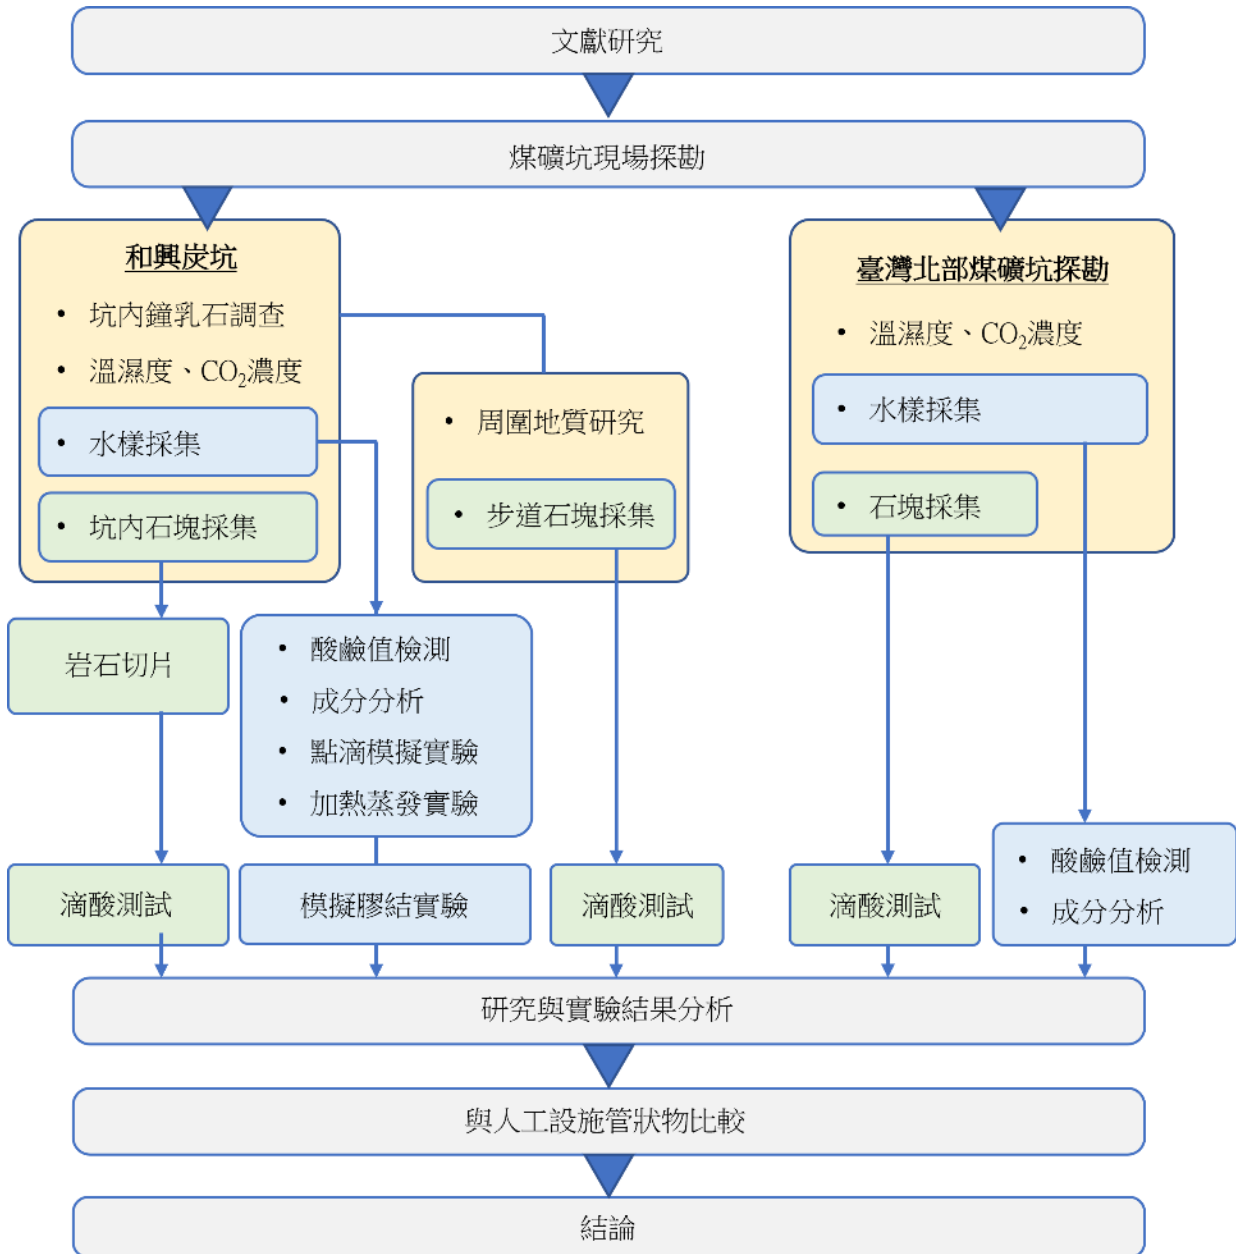 文獻研究
煤礦坑現場探勘
和興炭坑
• 坑內鐘乳石調查
• 溫濕度、CO₂濃度
• 水樣採集
• 坑內石塊採集
• 周圍地質研究
• 步道石塊採集
臺灣北部煤礦坑探勘
• 溫濕度、CO₂濃度
• 水樣採集
• 石塊採集
岩石切片
• 酸鹼值檢測
• 成分分析
• 點滴模擬實驗
• 加熱蒸發實驗
滴酸測試
模擬膠結實驗
滴酸測試
滴酸測試
• 酸鹼值檢測
• 成分分析
研究與實驗結果分析
與人工設施管狀物比較
結論